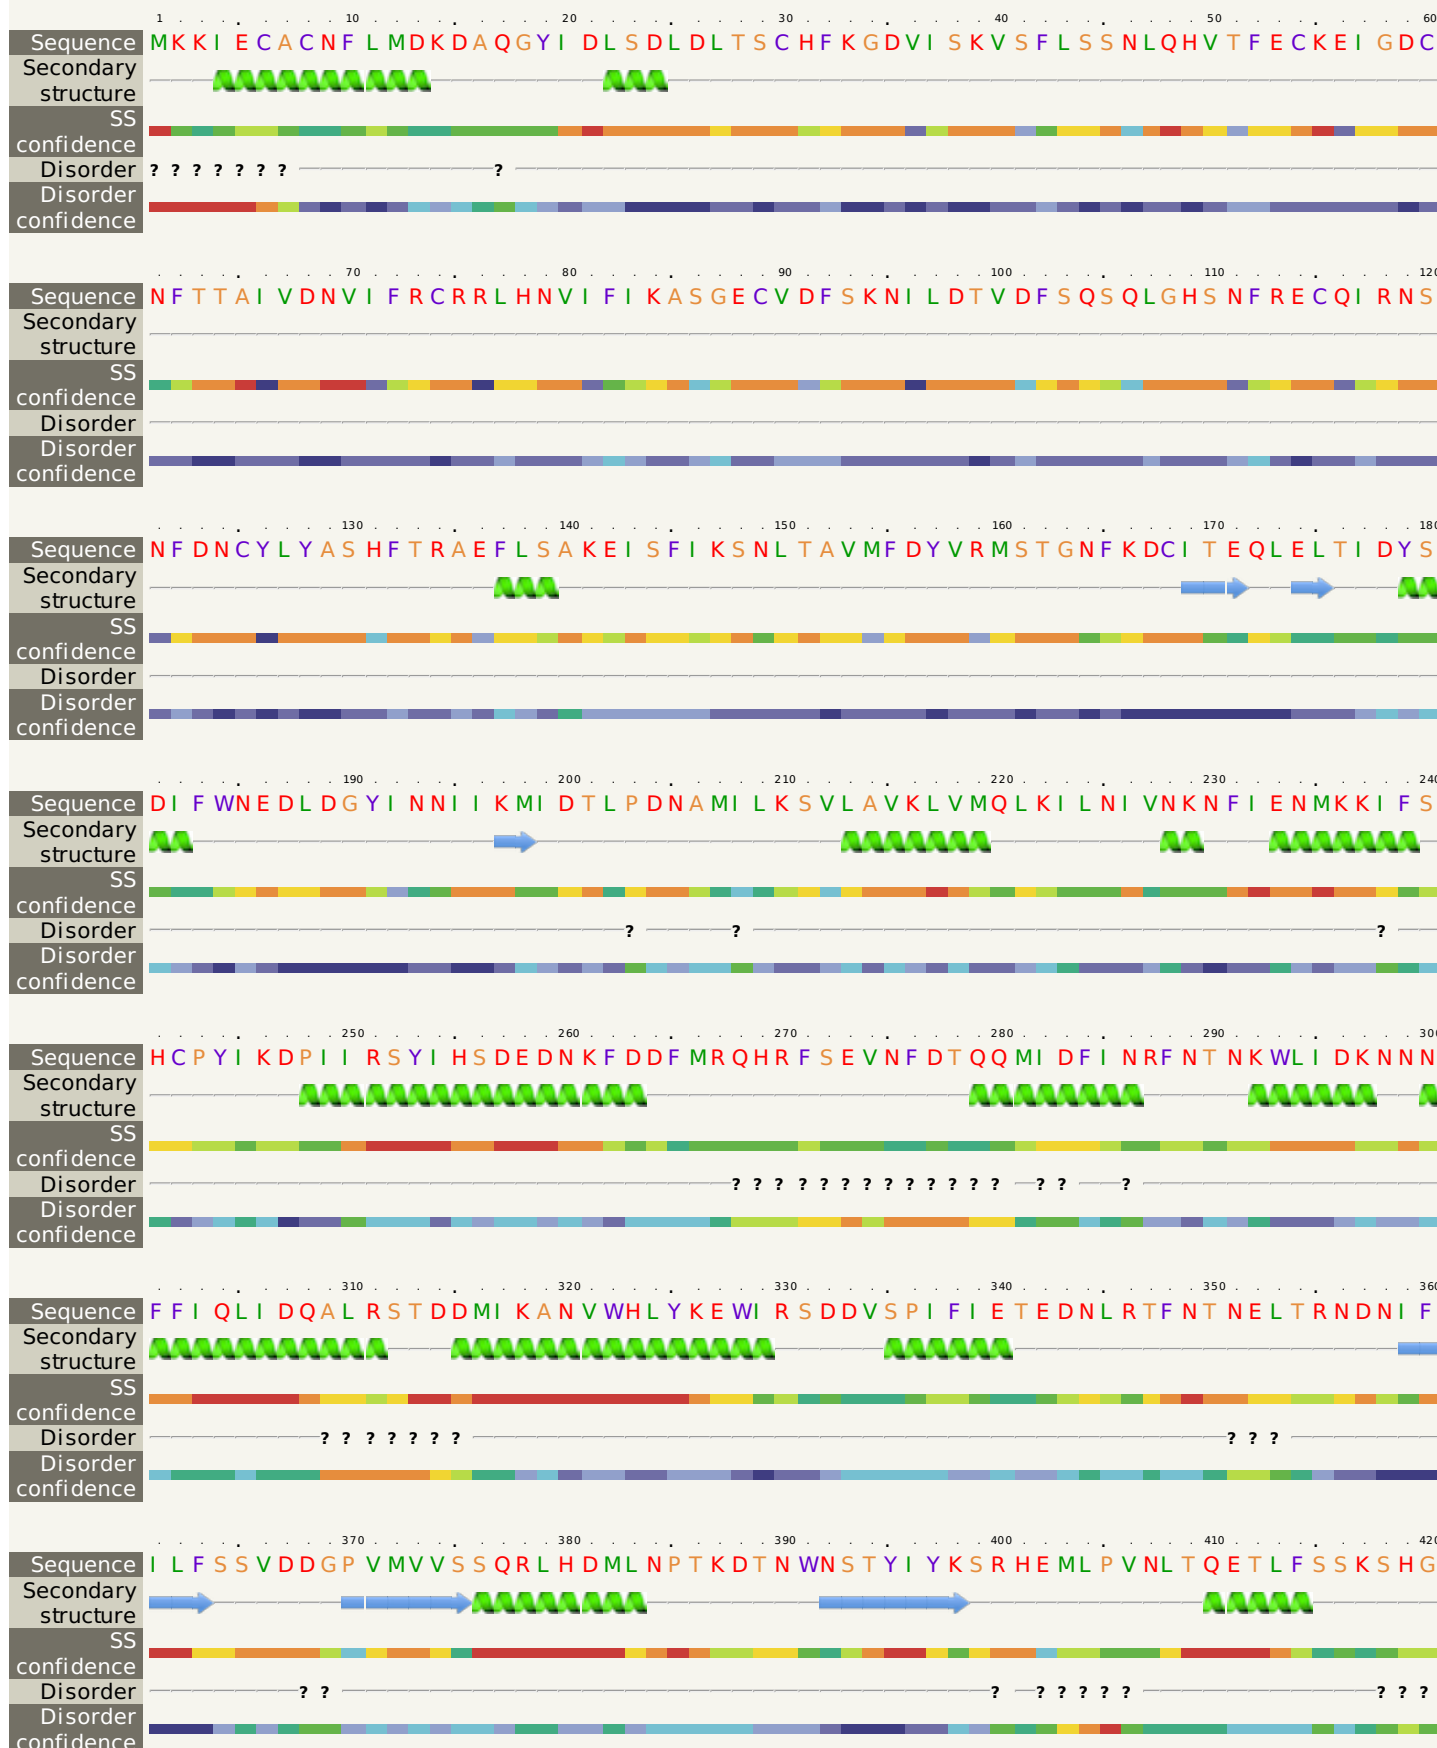 1 . . . . 10 . . . . 20 . . . . 30 . . . . 40 . . . . 50 . . . . 60
Sequence M K K I E C A C N F L M D K D A Q G Y I D L S D L D L T S C H F K G D V I S K V S F L S S N L Q H V T F E C K E I G D C
Secondary
structure
SS
confidence
Disorder ? ? ? ? ? ? ? ?
Disorder
confidence
. . . . . 70 . . . . 80 . . . . 90 . . . . 100 . . . . 110 . . . . 120
Sequence N F T T A I V D N V I F R C R R L H N V I F I K A S G E C V D F S K N I L D T V D F S Q S Q L G H S N F R E C Q I R N S
Secondary
structure
SS
confidence
Disorder
Disorder
confidence
. . . . . 130 . . . . 140 . . . . 150 . . . . 160 . . . . 170 . . . . 180
Sequence N F D N C Y L Y A S H F T R A E F L S A K E I S F I K S N L T A V M F D Y V R M S T G N F K D C I T E Q L E L T I D Y S
Secondary
structure
SS
confidence
Disorder
Disorder
confidence
. . . . . 190 . . . . 200 . . . . 210 . . . . 220 . . . . 230 . . . . 240
Sequence D I F W N E D L D G Y I N N I I K M I D T L P D N A M I L K S V L A V K L V M Q L K I L N I V N K N F I E N M K K I F S
Secondary
structure
SS
confidence
Disorder ? ? ?
Disorder
confidence
. . . . . 250 . . . . 260 . . . . 270 . . . . 280 . . . . 290 . . . . 300
Sequence H C P Y I K D P I I R S Y I H S D E D N K F D D F M R Q H R F S E V N F D T Q Q M I D F I N R F N T N K W L I D K N N N
Secondary
structure
SS
confidence
Disorder ? ? ? ? ? ? ? ? ? ? ? ? ? ? ? ?
Disorder
confidence
. . . . . 310 . . . . 320 . . . . 330 . . . . 340 . . . . 350 . . . . 360
Sequence F F I Q L I D Q A L R S T D D M I K A N V W H L Y K E W I R S D D V S P I F I E T E D N L R T F N T N E L T R N D N I F
Secondary
structure
SS
confidence
Disorder ? ? ? ? ? ? ? ? ? ?
Disorder
confidence
. . . . . 370 . . . . 380 . . . . 390 . . . . 400 . . . . 410 . . . . 420
Sequence I L F S S V D D G P V M V V S S Q R L H D M L N P T K D T N W N S T Y I Y K S R H E M L P V N L T Q E T L F S S K S H G
Secondary
structure
SS
confidence
Disorder ? ? ? ? ? ? ? ? ? ? ?
Disorder
confidence